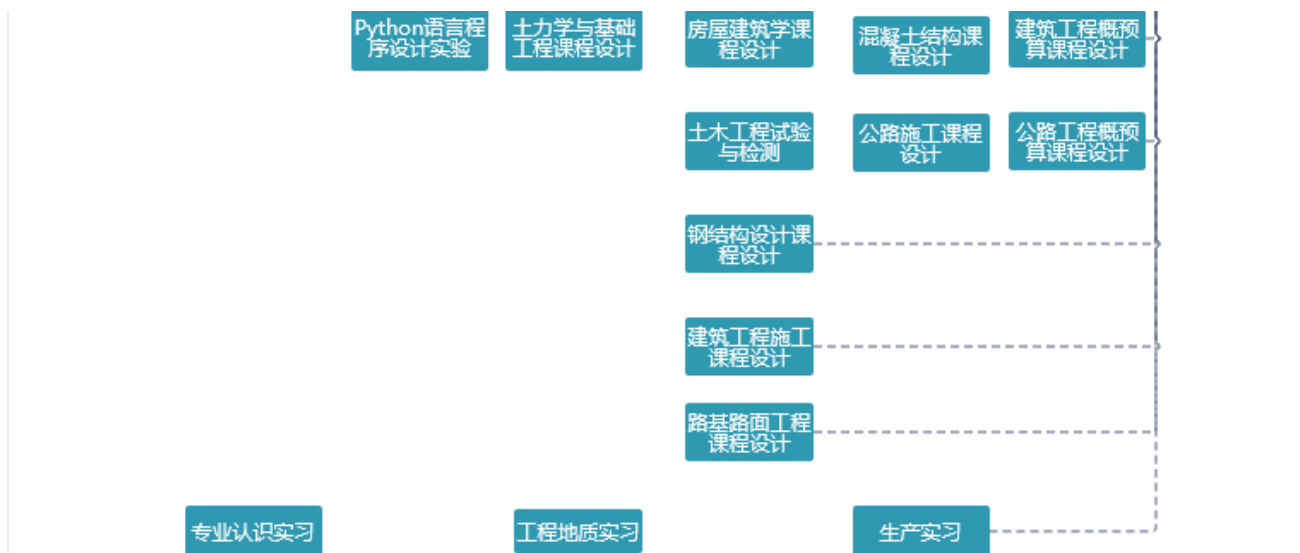 Python语言程
序设计实验
土力学与基础
工程课程设计
房屋建筑学课
程设计
混凝土结构课
程设计
建筑工程概预
算课程设计
土木工程试验
与检测
公路施工课程
设计
公路工程概预
算课程设计
钢结构设计课
程设计
建筑工程施工
课程设计
路基路面工程
课程设计
专业认识实习
工程地质实习
生产实习